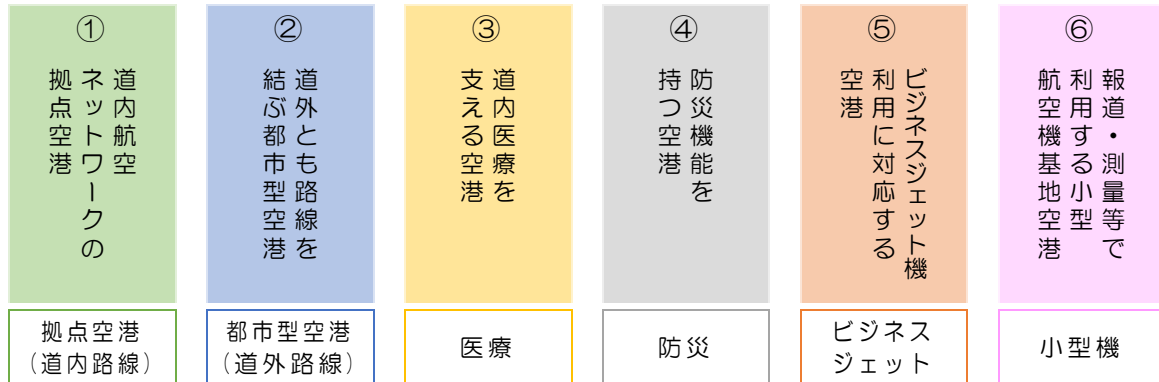 ①
道内航空
ネットワークの
拠点空港
拠点空港
（道内路線）
②
道外とも路線を
結ぶ都市型空港
都市型空港
（道外路線）
③
道内医療を
支える空港
医療
④
防災機能を
持つ空港
防災
⑤
ビジネスジェット機
利用に対応する
空港
ビジネス
ジェット
⑥
報道・測量等で
利用する小型
航空機基地空港
小型機